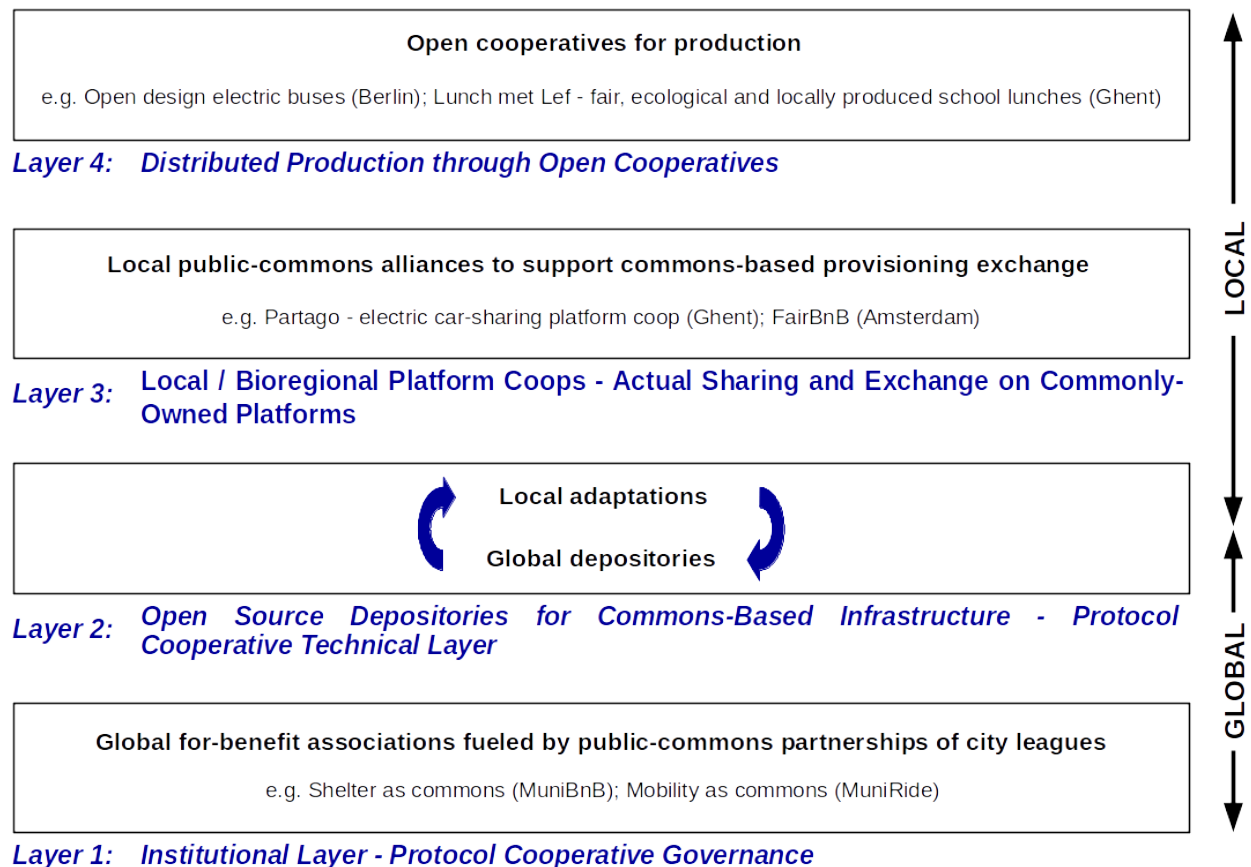 Open cooperatives for production
e.g. Open design electric buses (Berlin); Lunch met Lef - fair, ecological and locally produced school lunches (Ghent)
Layer 4: Distributed Production through Open Cooperatives
Local public-commons alliances to support commons-based provisioning exchange
e.g. Partago - electric car-sharing platform coop (Ghent); FairBnB (Amsterdam)
Layer 3: Local / Bioregional Platform Coops - Actual Sharing and Exchange on Commonly-
Owned Platforms
Local adaptations
Global depositories
Layer 2: Open Source Depositories for Commons-Based Infrastructure - Protocol
Cooperative Technical Layer
Global for-benefit associations fueled by public-commons partnerships of city leagues
e.g. Shelter as commons (MuniBnB); Mobility as commons (MuniRide)
Layer 1: Institutional Layer - Protocol Cooperative Governance
LOCAL
GLOBAL